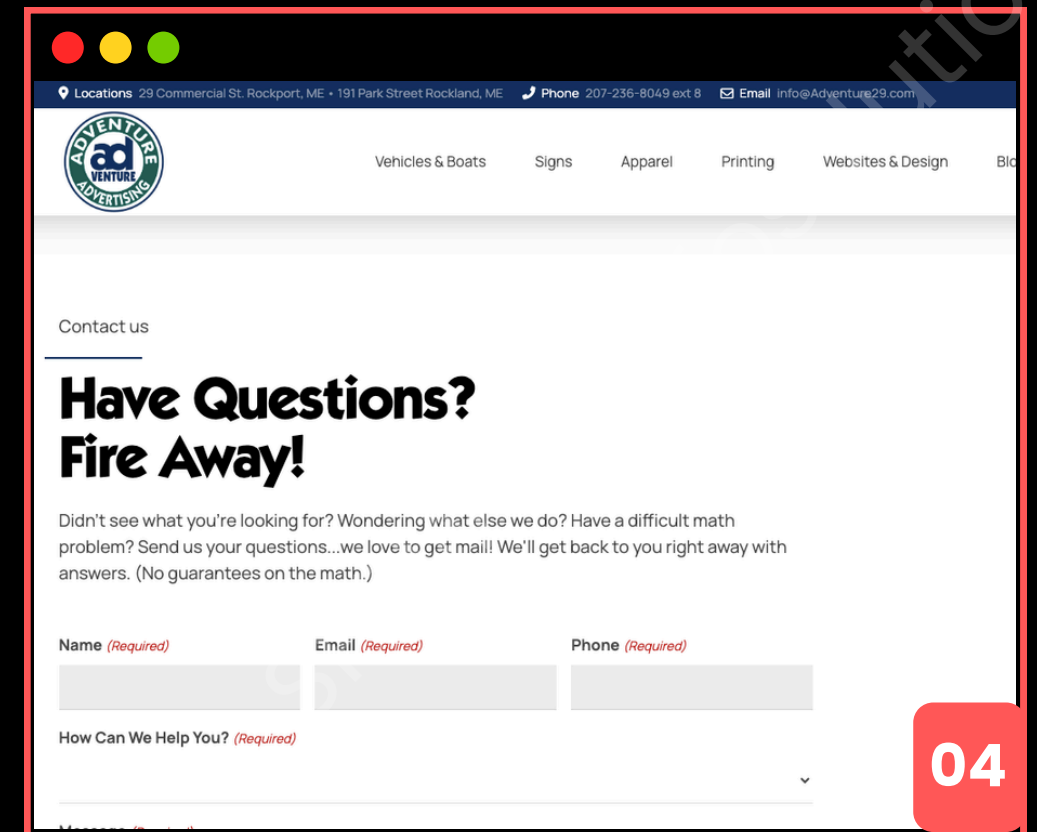 Locations 29 Commercial St. Rockport, ME • 191 Park Street Rockland, ME Phone 207-236-8049 ext 8 Email info@Adventure29.com
ADVENTURE
ad
VENTURE
ADVERTISING
Vehicles & Boats Signs Apparel Printing Websites & Design Blo
Contact us
Have Questions?
Fire Away!
Didn't see what you're looking for? Wondering what else we do? Have a difficult math
problem? Send us your questions...we love to get mail! We'll get back to you right away with
answers. (No guarantees on the math.)
Name (Required) Email (Required) Phone (Required)
How Can We Help You? (Required)
04